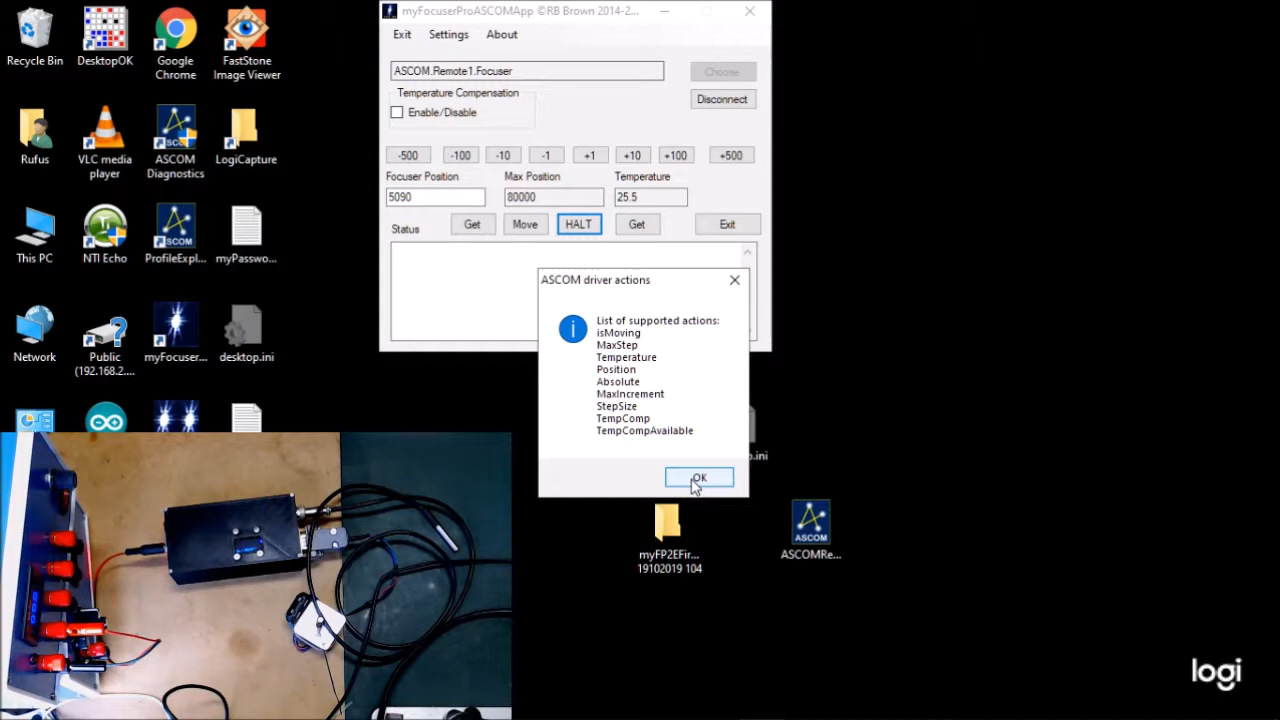 myFocuserProASCOMApp ©RB Brown 2014-2...
Exit Settings About
ASCOM.Remote1.Focuser
Choose
Temperature Compensation
Enable/Disable
Disconnect
-500 -100 -10 -1 +1 +10 +100 +500
Focuser Position Max Position Temperature
5090 80000 25.5
Status Get Move HALT Get Exit
ASCOM driver actions
List of supported actions:
isMoving
MaxStep
Temperature
Position
Absolute
MaxIncrement
StepSize
TempComp
TempCompAvailable
OK
Recycle Bin
DesktopOK
Google
Chrome
FastStone
Image Viewer
Rufus
VLC media
player
ASCOM
Diagnostics
LogiCapture
This PC
NTI Echo
SCOM
ProfileExpl...
myPasswo...
Network
Public
(192.168.2....
myFocuser...
desktop.ini
p.ini
myFP2EFir...
19102019 104
ASCOM
ASCOMRe...
logi